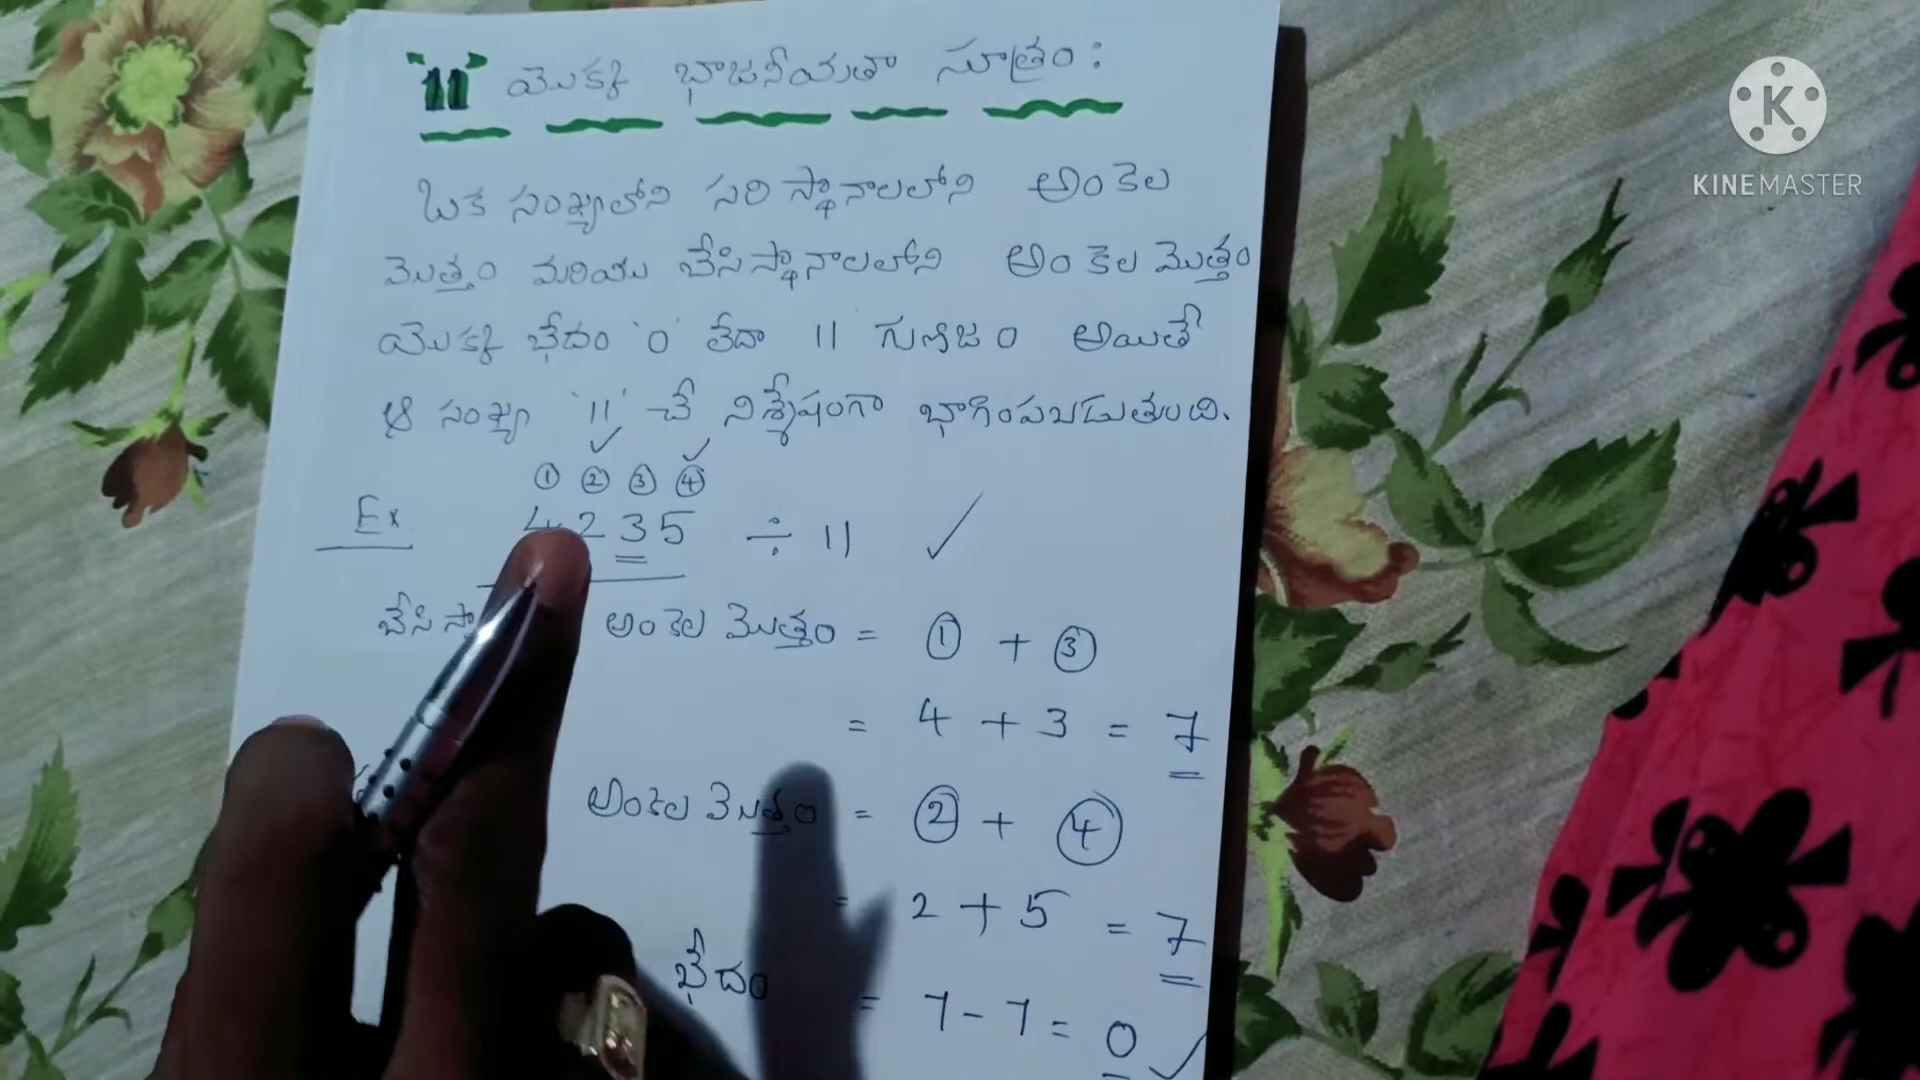 "11" యొక్క భాజనీయతా సూత్రం:
ఒక సంఖ్యలోని సరి స్థానాలలోని అంకెల
మొత్తం మరియు బేసి స్థానాలలోని అంకెల మొత్తం
యొక్క భేదం '0' లేదా 11 గుణిజం అయితే
ఆ సంఖ్య '11' చే నిశ్శేషంగా భాగింపబడుతుంది.
① ② ③ ④
Ex 4235 ÷ 11 ✓
బేసి అంకెల మొత్తం = ① + ③
= 4 + 3 = 7
అంకెల మొత్తం = ② + ④
= 2 + 5 = 7
భేదం = 7 - 7 = 0 ✓
K
KINEMASTER